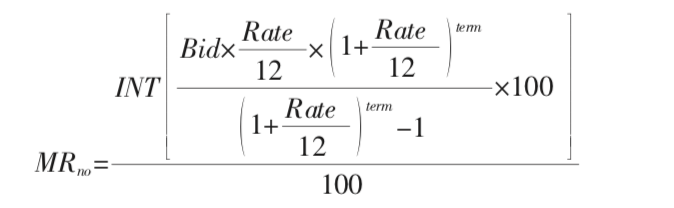 MR_no = INT[ (Bid × Rate/12 × (1 + Rate/12)^term) / ((1 + Rate/12)^term − 1) × 100 ] / 100